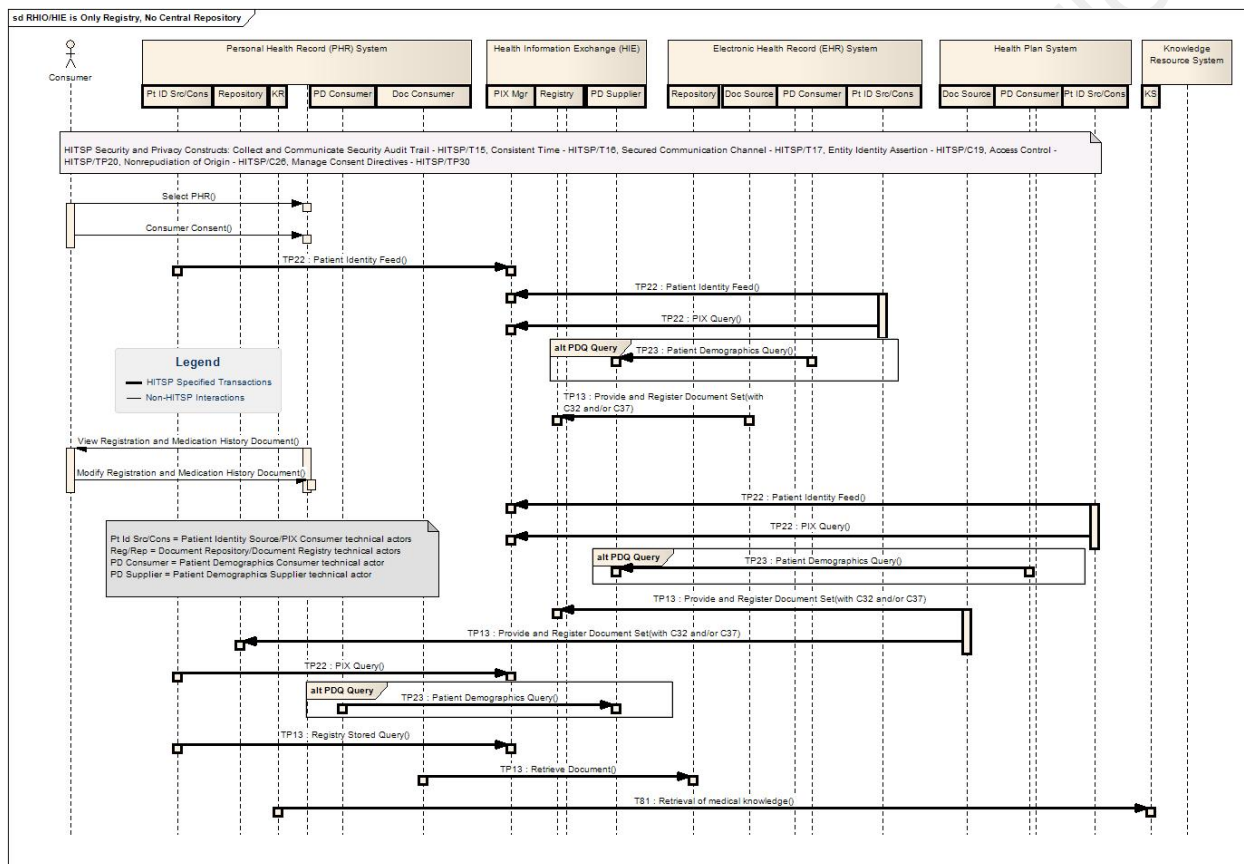 sd RHIO/HIE is Only Registry, No Central Repository
Consumer
Personal Health Record (PHR) System
Health Information Exchange (HIE)
Electronic Health Record (EHR) System
Health Plan System
Knowledge
Resource System
Pt ID Src/Cons
Repository
KR
PD Consumer
Doc Consumer
PIX Mgr
Registry
PD Supplier
Repository
Doc Source
PD Consumer
Pt ID Src/Cons
Doc Source
PD Consumer
Pt ID Src/Cons
KS
HITSP Security and Privacy Constructs: Collect and Communicate Security Audit Trail - HITSP/T15, Consistent Time - HITSP/T16, Secured Communication Channel - HITSP/T17, Entity Identity Assertion - HITSP/C19, Access Control -
HITSP/TP20, Nonrepudiation of Origin - HITSP/C26, Manage Consent Directives - HITSP/TP30
Select PHR()
Consumer Consent()
TP22 : Patient Identity Feed()
TP22 : Patient Identity Feed()
TP22 : PIX Query()
alt PDQ Query
TP23 : Patient Demographics Query()
Legend
HITSP Specified Transactions
Non-HITSP Interactions
TP13 : Provide and Register Document Set(with
C32 and/or C37)
View Registration and Medication History Document()
Modify Registration and Medication History Document()
TP22 : Patient Identity Feed()
TP22 : PIX Query()
Pt Id Src/Cons = Patient Identity Source/PIX Consumer technical actors
Reg/Rep = Document Repository/Document Registry technical actors
PD Consumer = Patient Demographics Consumer technical actor
PD Supplier = Patient Demographics Supplier technical actor
alt PDQ Query
TP23 : Patient Demographics Query()
TP13 : Provide and Register Document Set(with C32 and/or C37)
TP13 : Provide and Register Document Set(with C32 and/or C37)
TP22 : PIX Query()
alt PDQ Query
TP23 : Patient Demographics Query()
TP13 : Registry Stored Query()
TP13 : Retrieve Document()
T81 : Retrieval of medical knowledge()